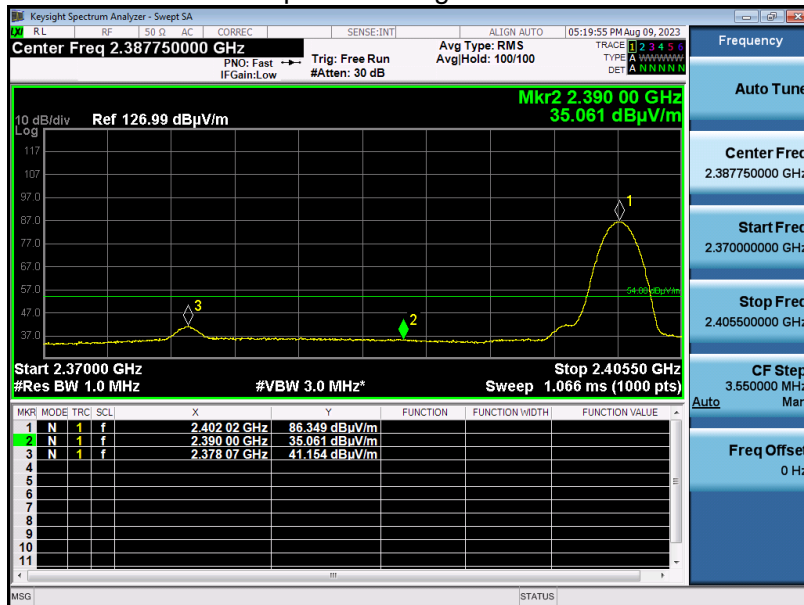 Keysight Spectrum Analyzer - Swept SA
LXI RL RF 50 Ω AC CORREC SENSE:INT ALIGN AUTO 05:19:55 PM Aug 09, 2023
Center Freq 2.387750000 GHz
PNO: Fast
IFGain:Low
Trig: Free Run
#Atten: 30 dB
Avg Type: RMS
Avg|Hold: 100/100
TRACE 1 2 3 4 5 6
TYPE A WWWWW
DET A N N N N N
Frequency
Auto Tune
Center Freq
2.387750000 GHz
Start Freq
2.370000000 GHz
Stop Freq
2.405500000 GHz
CF Step
3.550000 MHz
Auto Man
Freq Offset
0 Hz
Mkr2 2.390 00 GHz
35.061 dBµV/m
10 dB/div Ref 126.99 dBµV/m
Log
117
107
97.0
87.0
77.0
67.0
57.0
47.0
37.0
1
54.00 dBµV/m
3
2
Start 2.37000 GHz Stop 2.40550 GHz
#Res BW 1.0 MHz #VBW 3.0 MHz* Sweep 1.066 ms (1000 pts)
MKR MODE TRC SCL X Y FUNCTION FUNCTION WIDTH FUNCTION VALUE
1 N 1 f 2.402 02 GHz 86.349 dBµV/m
2 N 1 f 2.390 00 GHz 35.061 dBµV/m
3 N 1 f 2.378 07 GHz 41.154 dBµV/m
4
5
6
7
8
9
10
11
MSG STATUS